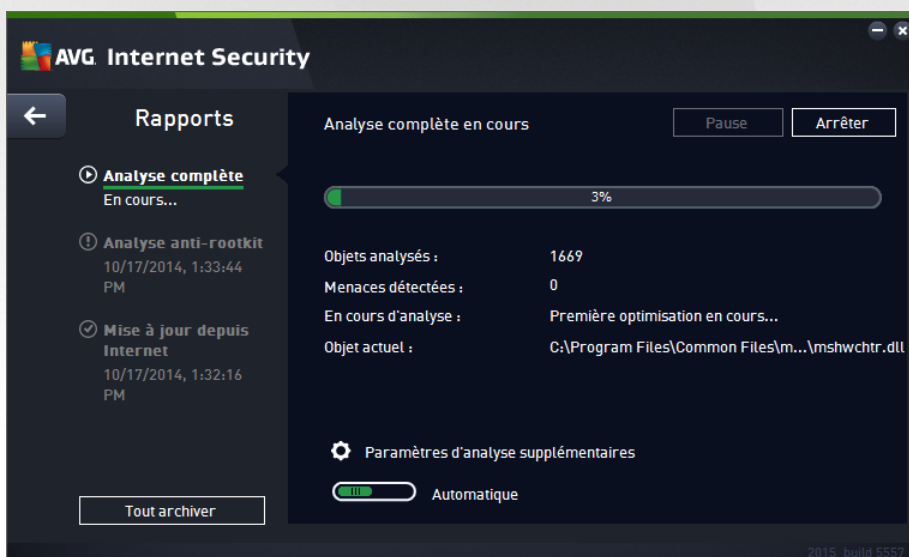 AVG. Internet Security
Rapports
Analyse complète
En cours...
Analyse anti-rootkit
10/17/2014, 1:33:44
PM
Mise à jour depuis
Internet
10/17/2014, 1:32:16
PM
Tout archiver
Analyse complète en cours
Pause
Arrêter
3%
Objets analysés : 1669
Menaces détectées : 0
En cours d'analyse : Première optimisation en cours...
Objet actuel : C:\Program Files\Common Files\m...\mshwchtr.dll
Paramètres d'analyse supplémentaires
Automatique
2015 build 5557